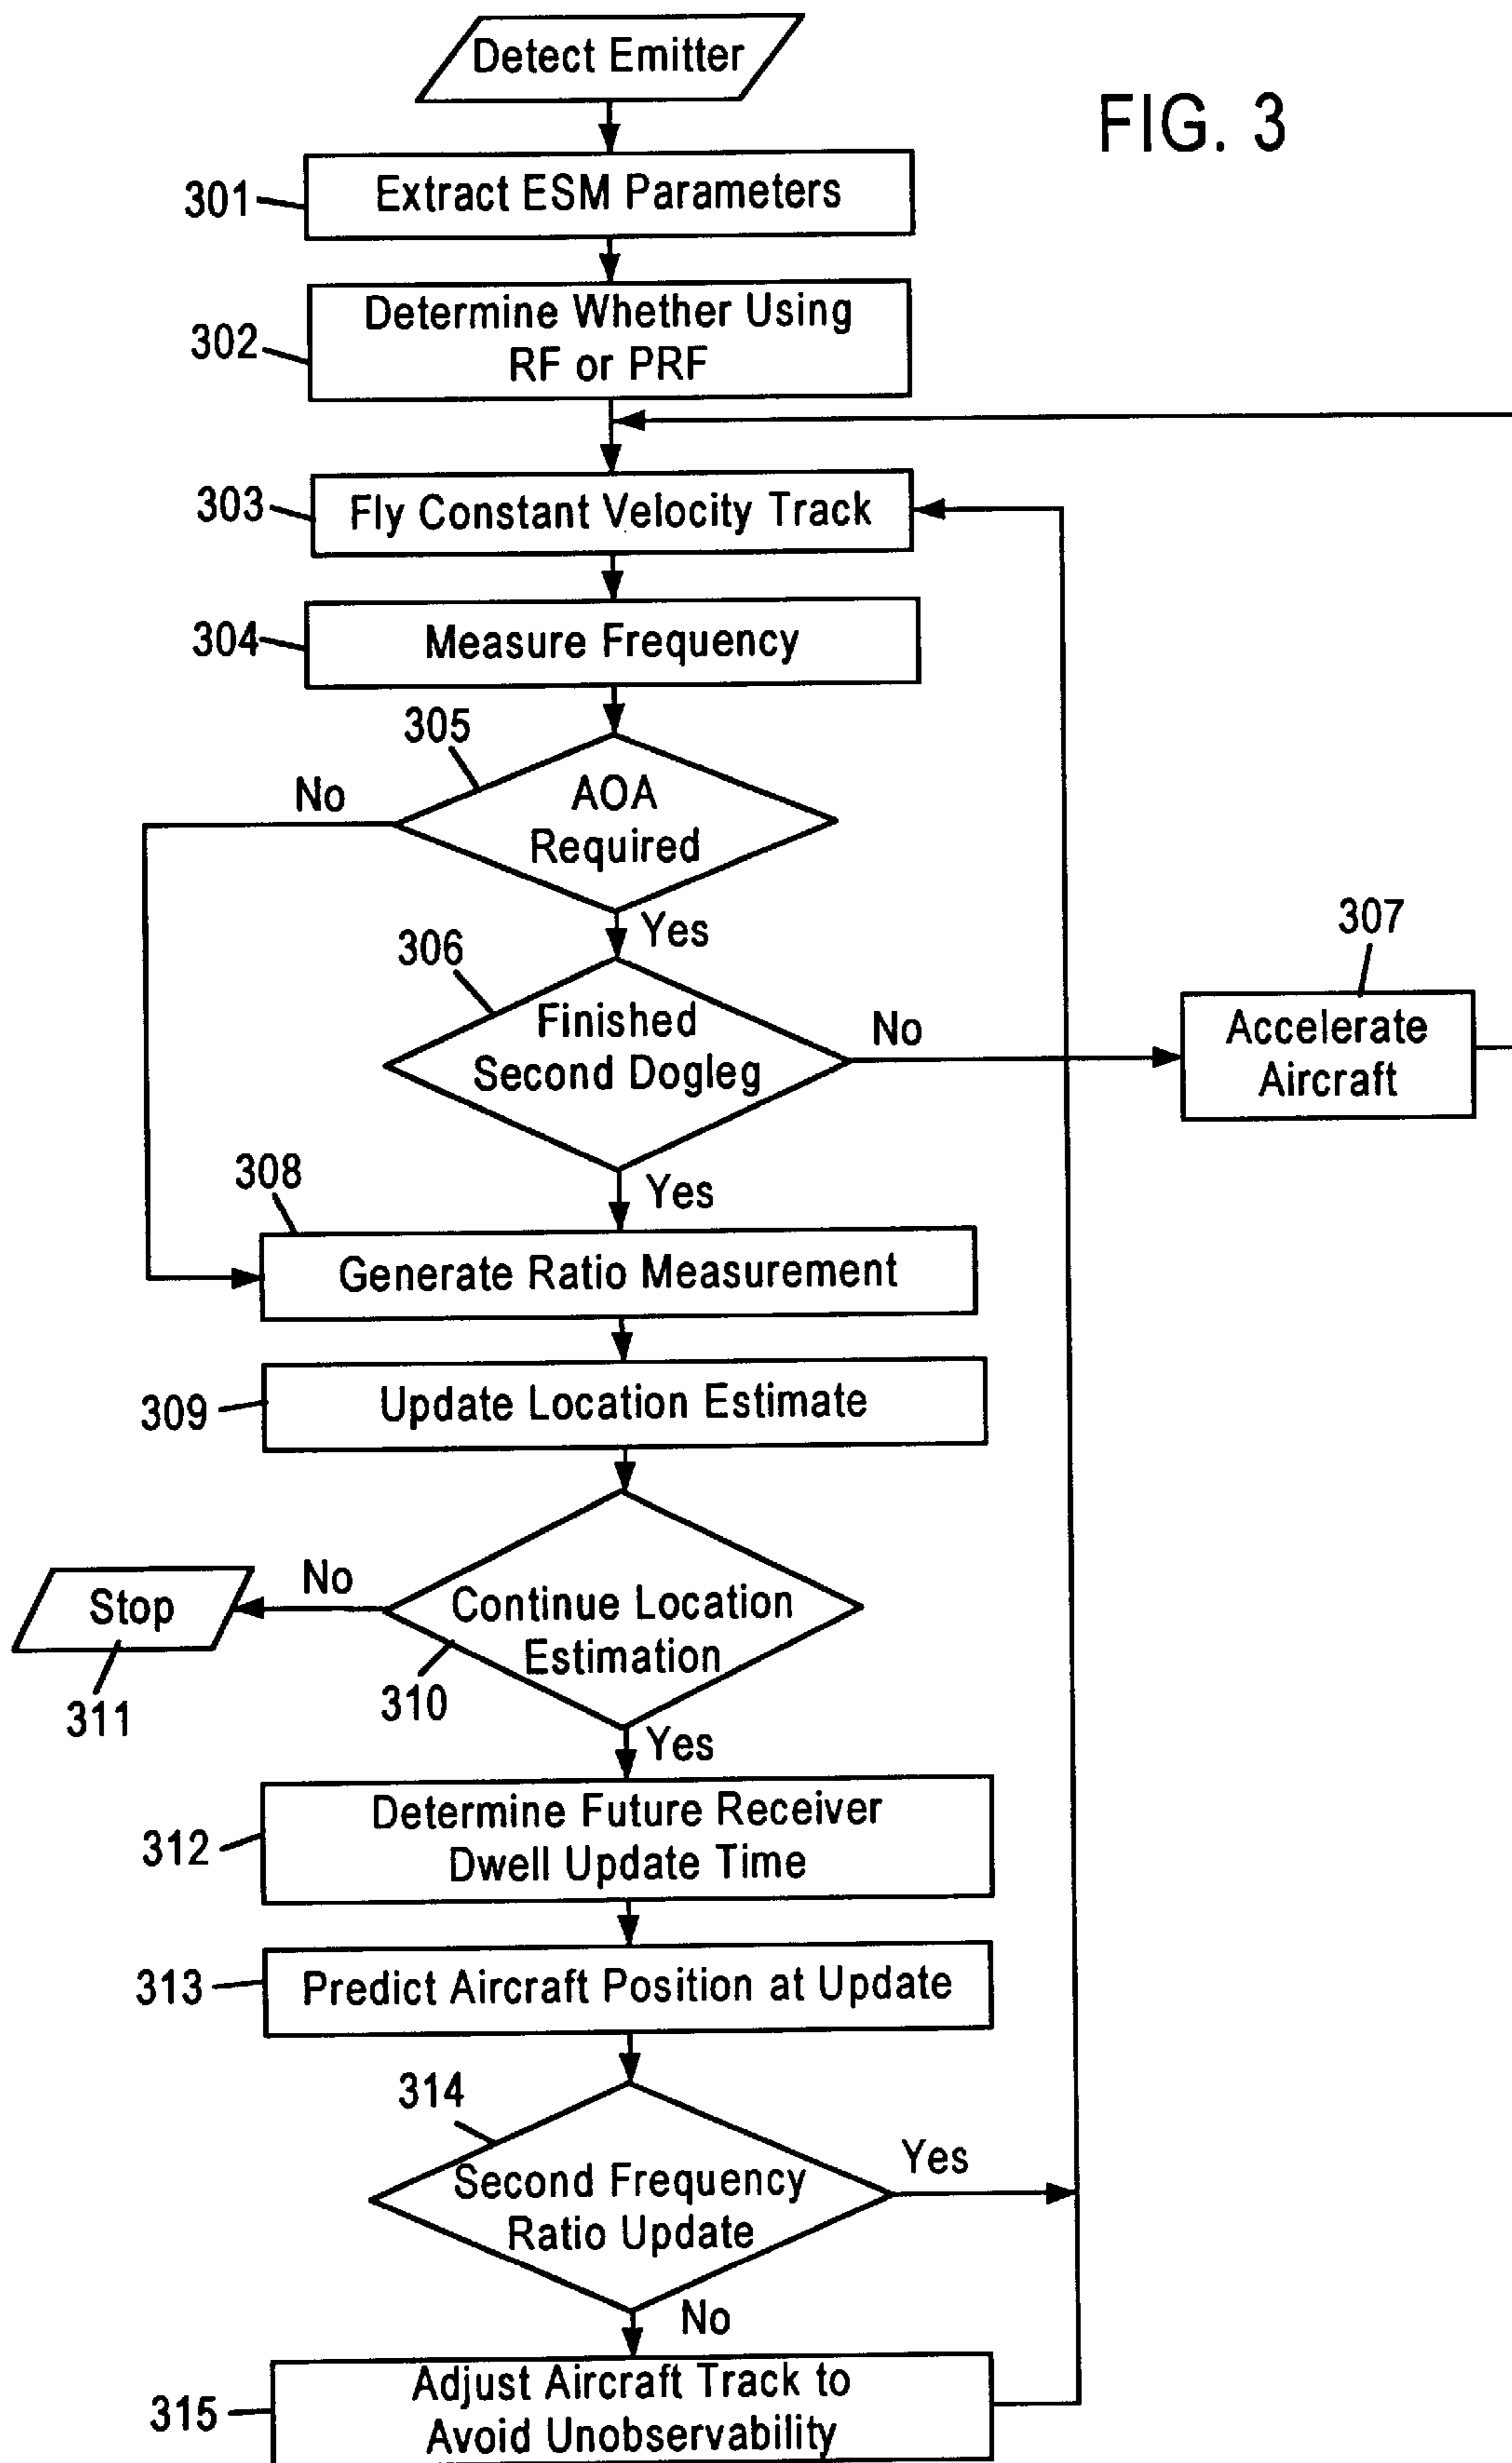 Detect Emitter
FIG. 3
301
Extract ESM Parameters
302
Determine Whether Using
RF or PRF
303
Fly Constant Velocity Track
304
Measure Frequency
305
No
AOA
Required
Yes
306
Finished
Second Dogleg
No
307
Accelerate
Aircraft
Yes
308
Generate Ratio Measurement
309
Update Location Estimate
Stop
311
No
Continue Location
Estimation
310
Yes
312
Determine Future Receiver
Dwell Update Time
313
Predict Aircraft Position at Update
314
Second Frequency
Ratio Update
Yes
No
315
Adjust Aircraft Track to
Avoid Unobservability